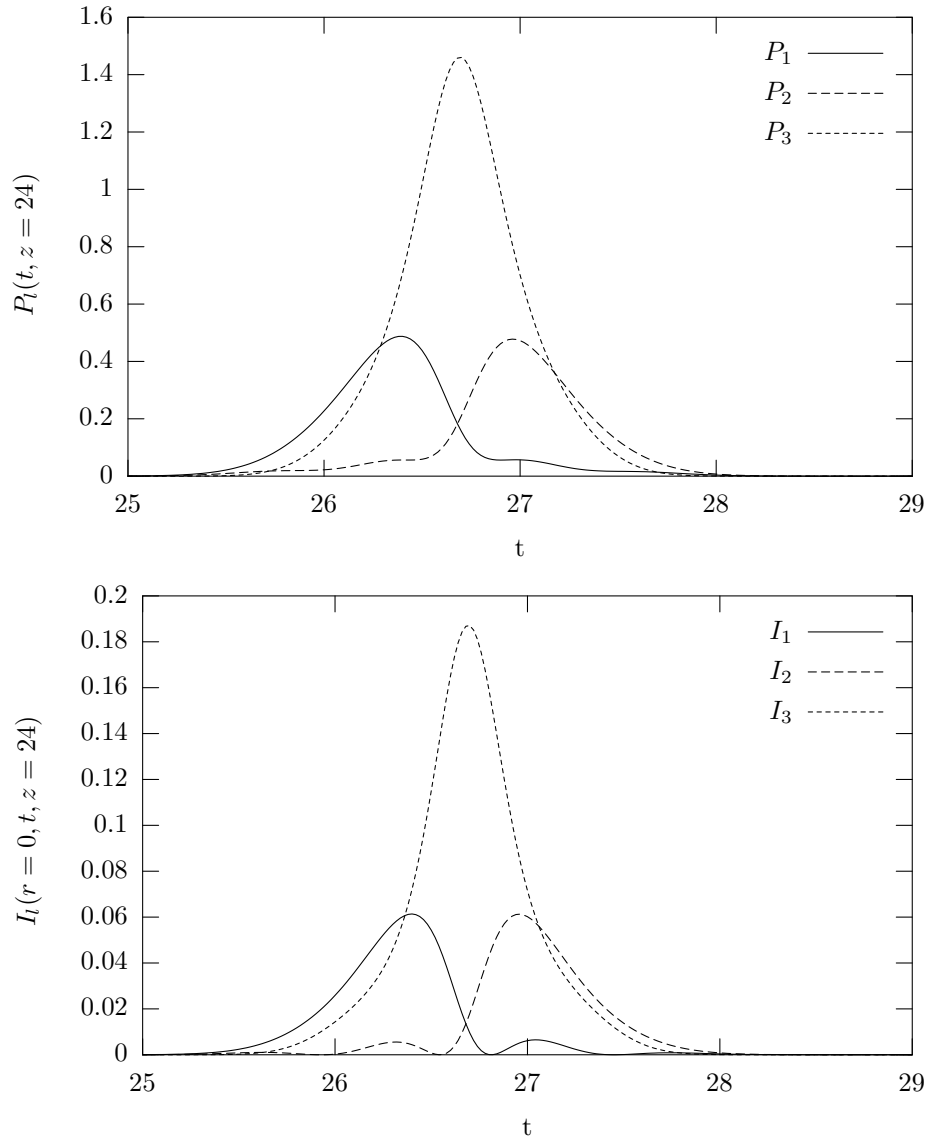 1.6
1.4
1.2
1
0.8
0.6
0.4
0.2
0
P_l(t, z = 24)
P_1
P_2
P_3
25 26 27 28 29
t
0.2
0.18
0.16
0.14
0.12
0.1
0.08
0.06
0.04
0.02
0
I_l(r = 0, t, z = 24)
I_1
I_2
I_3
25 26 27 28 29
t